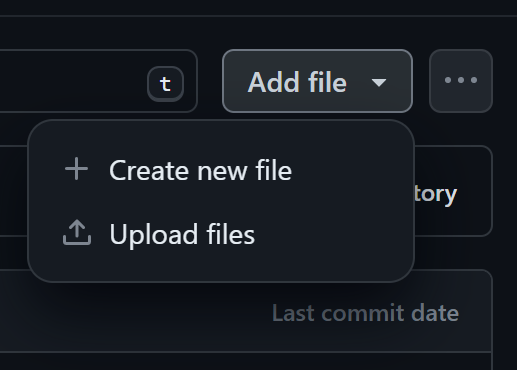 t
Add file
Create new file
tory
Upload files
Last commit date